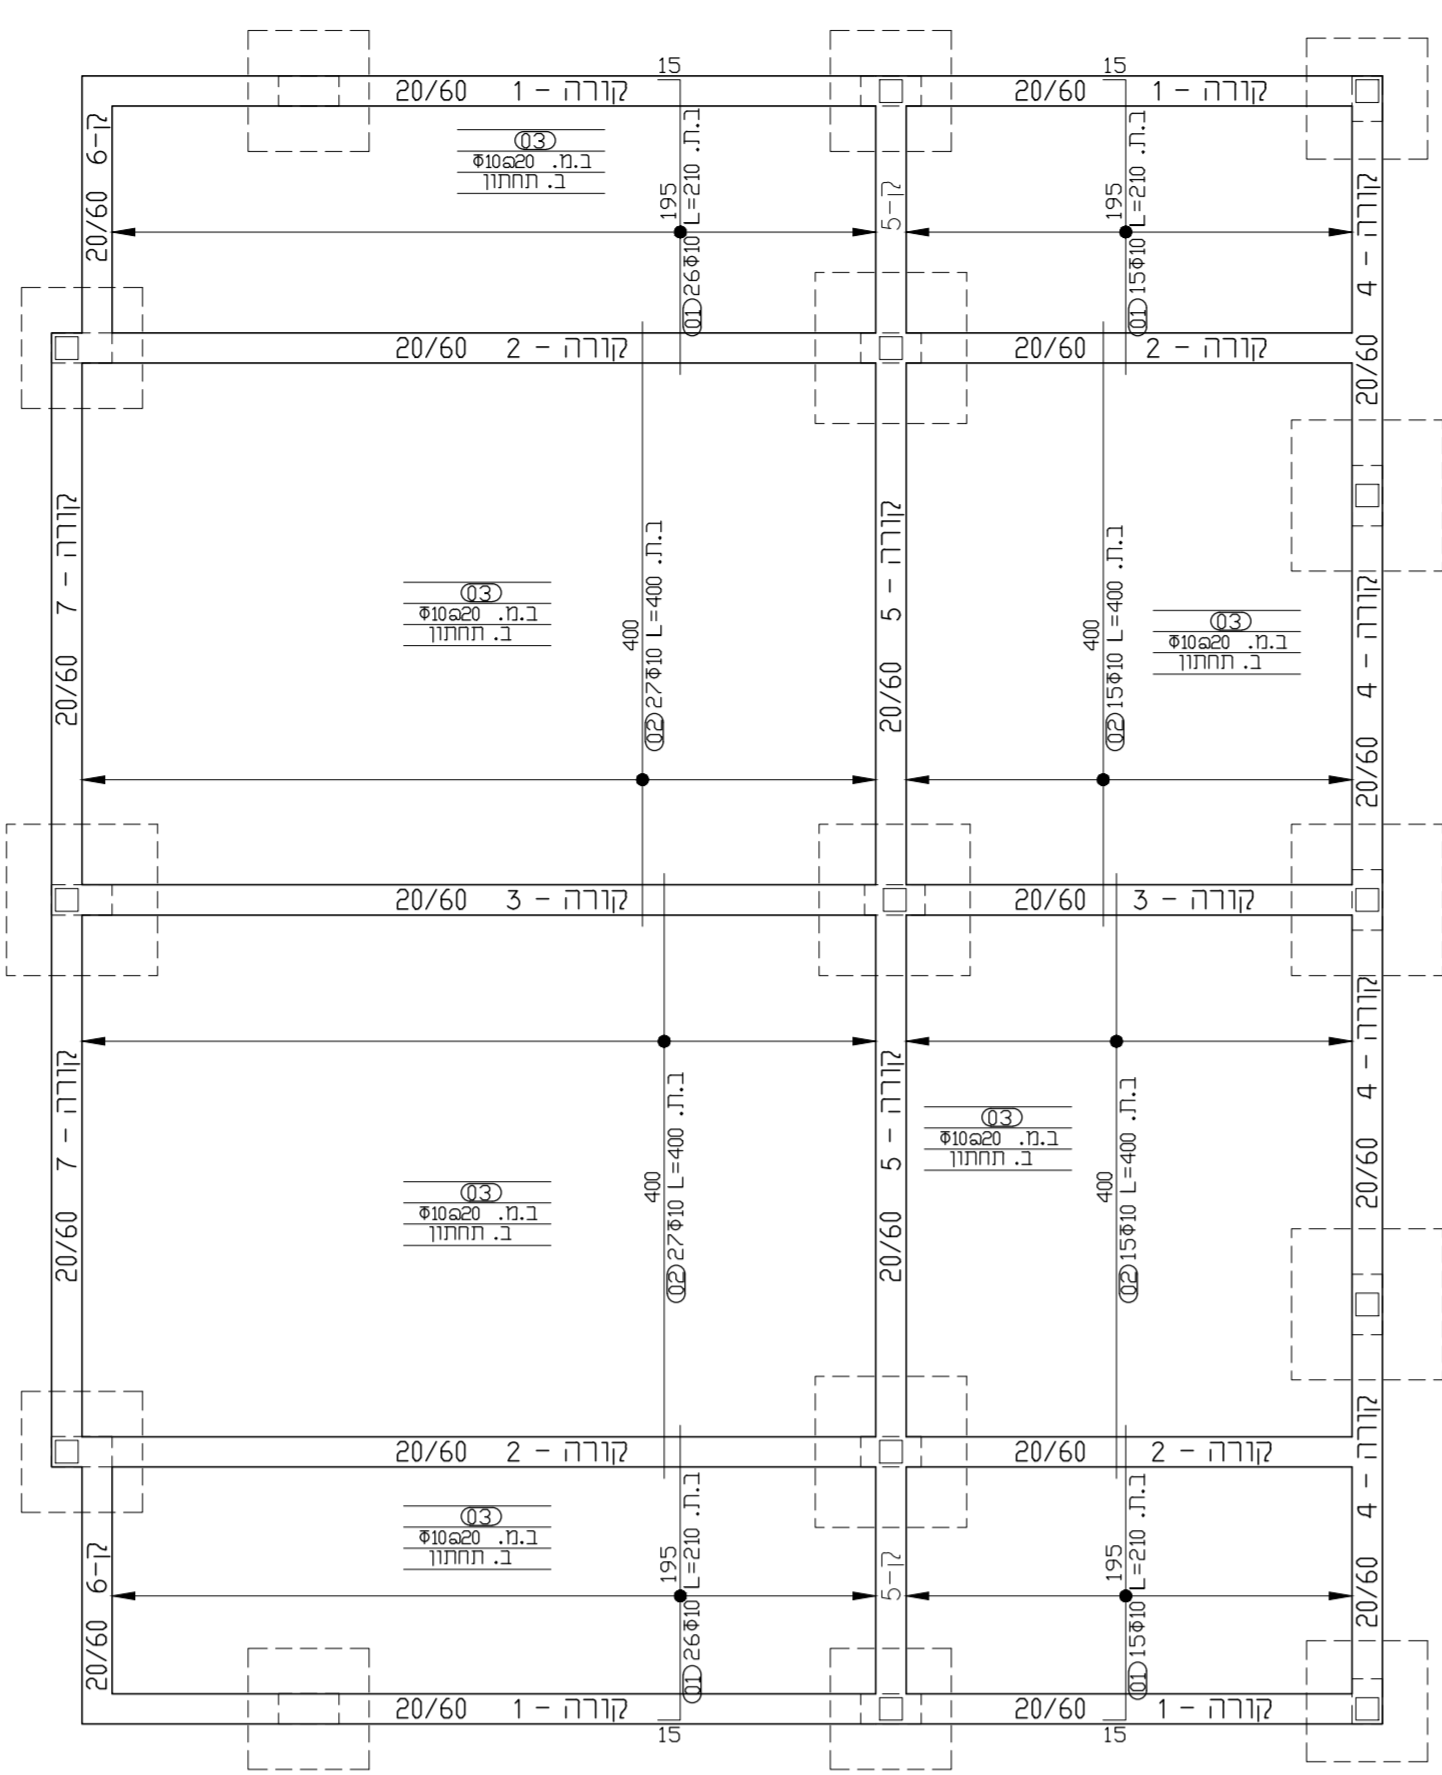 15
15
קורה - 1 20/60
קורה - 1 20/60
ק-6 20/60
03
ב.מ. Φ10@20
ב. תחתון
195
01 26Φ10 L=210 ב.ת.
ק-5
195
01 15Φ10 L=210 ב.ת.
קורה - 4 20/60
קורה - 2 20/60
קורה - 2 20/60
קורה - 7 20/60
03
ב.מ. Φ10@20
ב. תחתון
400
02 27Φ10 L=400 ב.ת.
קורה - 5 20/60
400
02 15Φ10 L=400 ב.ת.
03
ב.מ. Φ10@20
ב. תחתון
קורה - 4 20/60
קורה - 3 20/60
קורה - 3 20/60
קורה - 7 20/60
03
ב.מ. Φ10@20
ב. תחתון
400
02 27Φ10 L=400 ב.ת.
קורה - 5 20/60
03
ב.מ. Φ10@20
ב. תחתון
400
02 15Φ10 L=400 ב.ת.
קורה - 4 20/60
קורה - 2 20/60
קורה - 2 20/60
ק-6 20/60
03
ב.מ. Φ10@20
ב. תחתון
195
01 26Φ10 L=210 ב.ת.
ק-5
195
01 15Φ10 L=210 ב.ת.
קורה - 4 20/60
קורה - 1 20/60
קורה - 1 20/60
15
15